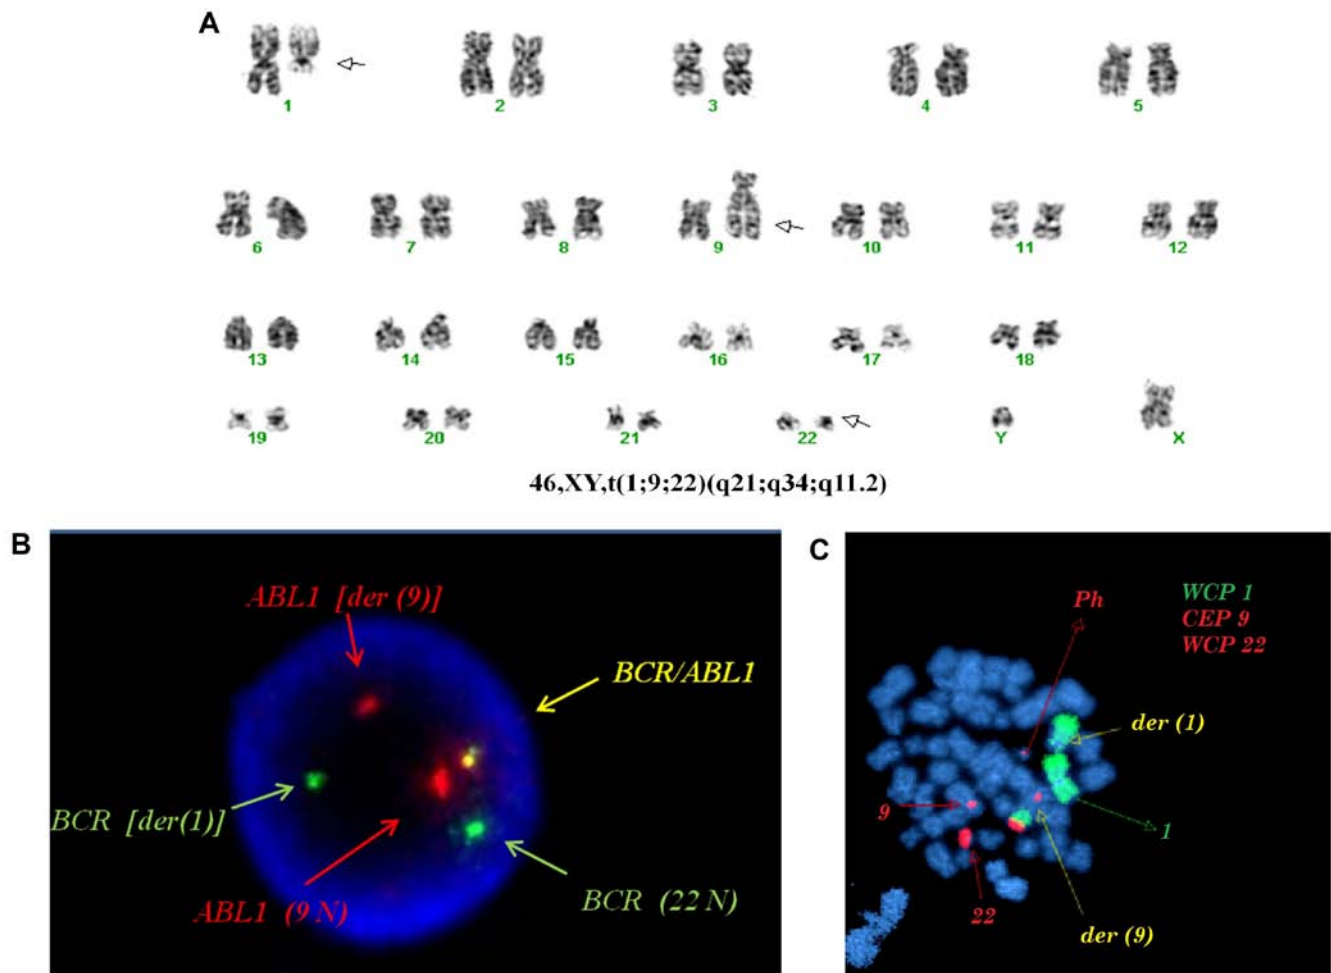 A
1 2 3 4 5
6 7 8 9 10 11 12
13 14 15 16 17 18
19 20 21 22 Y X
46,XY,t(1;9;22)(q21;q34;q11.2)
B
ABL1 [der (9)]
BCR/ABL1
BCR [der(1)]
ABL1 (9 N)
BCR (22 N)
C
Ph
WCP 1
CEP 9
WCP 22
der (1)
9
1
22
der (9)